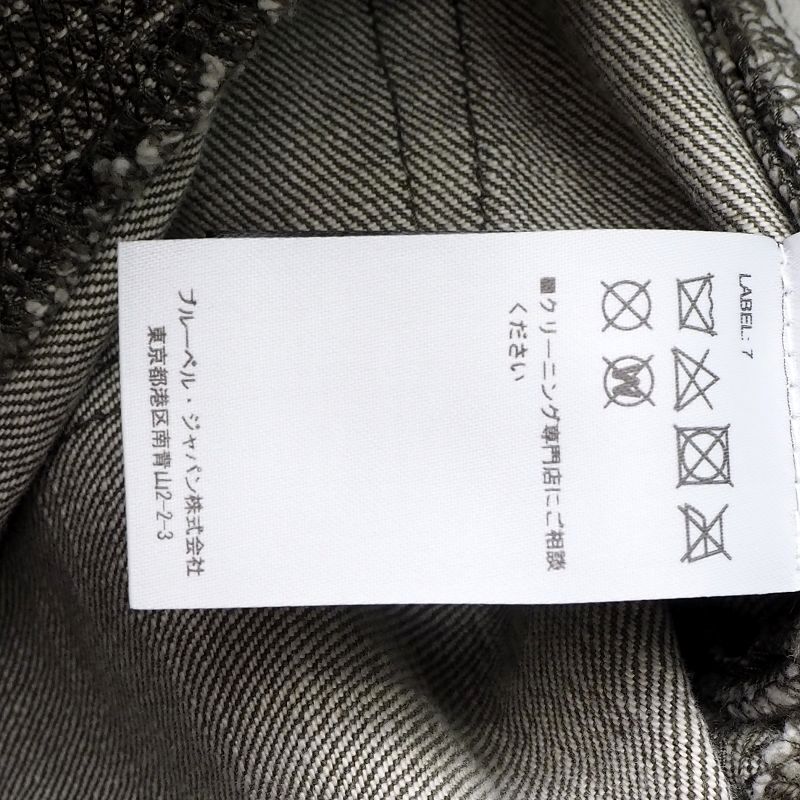 LABEL: 7
W
■クリーニング専門店にご相談
ください
ブルーベル・ジャパン株式会社
東京都港区南青山2-2-3